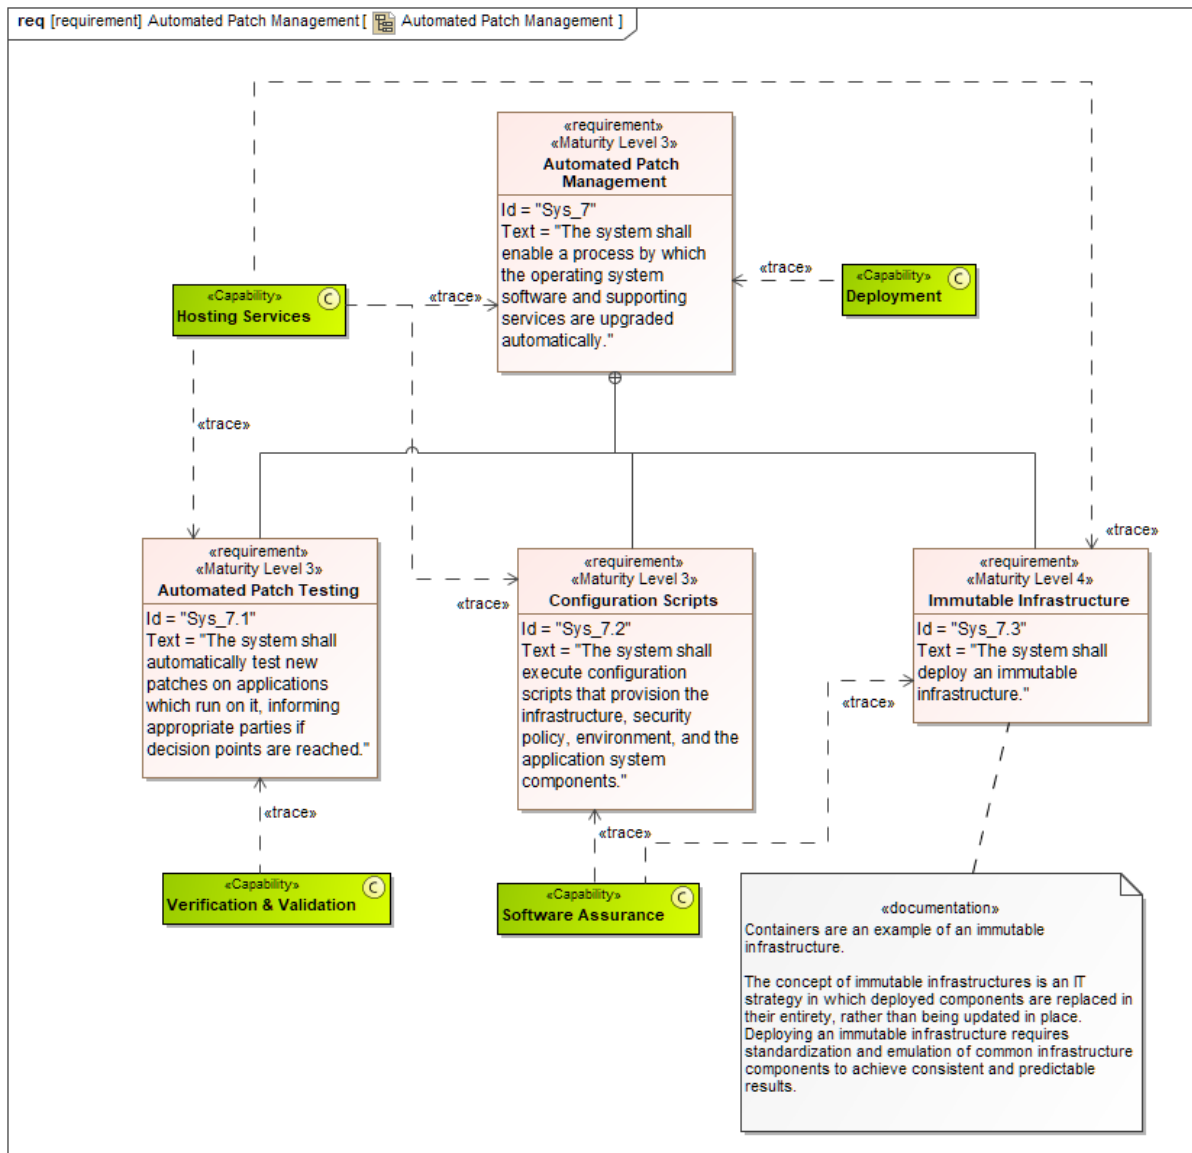 req [requirement] Automated Patch Management [ Automated Patch Management ]
«requirement»
«Maturity Level 3»
Automated Patch
Management
Id = "Sys_7"
Text = "The system shall
enable a process by which
the operating system
software and supporting
services are upgraded
automatically."
«Capability»
C
Hosting Services
«trace»
«trace»
«Capability»
C
Deployment
«trace»
«trace»
«requirement»
«Maturity Level 3»
Automated Patch Testing
Id = "Sys_7.1"
Text = "The system shall
automatically test new
patches on applications
which run on it, informing
appropriate parties if
decision points are reached."
«trace»
«requirement»
«Maturity Level 3»
Configuration Scripts
Id = "Sys_7.2"
Text = "The system shall
execute configuration
scripts that provision the
infrastructure, security
policy, environment, and the
application system
components."
«requirement»
«Maturity Level 4»
Immutable Infrastructure
Id = "Sys_7.3"
Text = "The system shall
deploy an immutable
infrastructure."
«trace»
«trace»
«trace»
«Capability»
C
Verification & Validation
«trace»
«Capability»
C
Software Assurance
«documentation»
Containers are an example of an immutable
infrastructure.
The concept of immutable infrastructures is an IT
strategy in which deployed components are replaced in
their entirety, rather than being updated in place.
Deploying an immutable infrastructure requires
standardization and emulation of common infrastructure
components to achieve consistent and predictable
results.